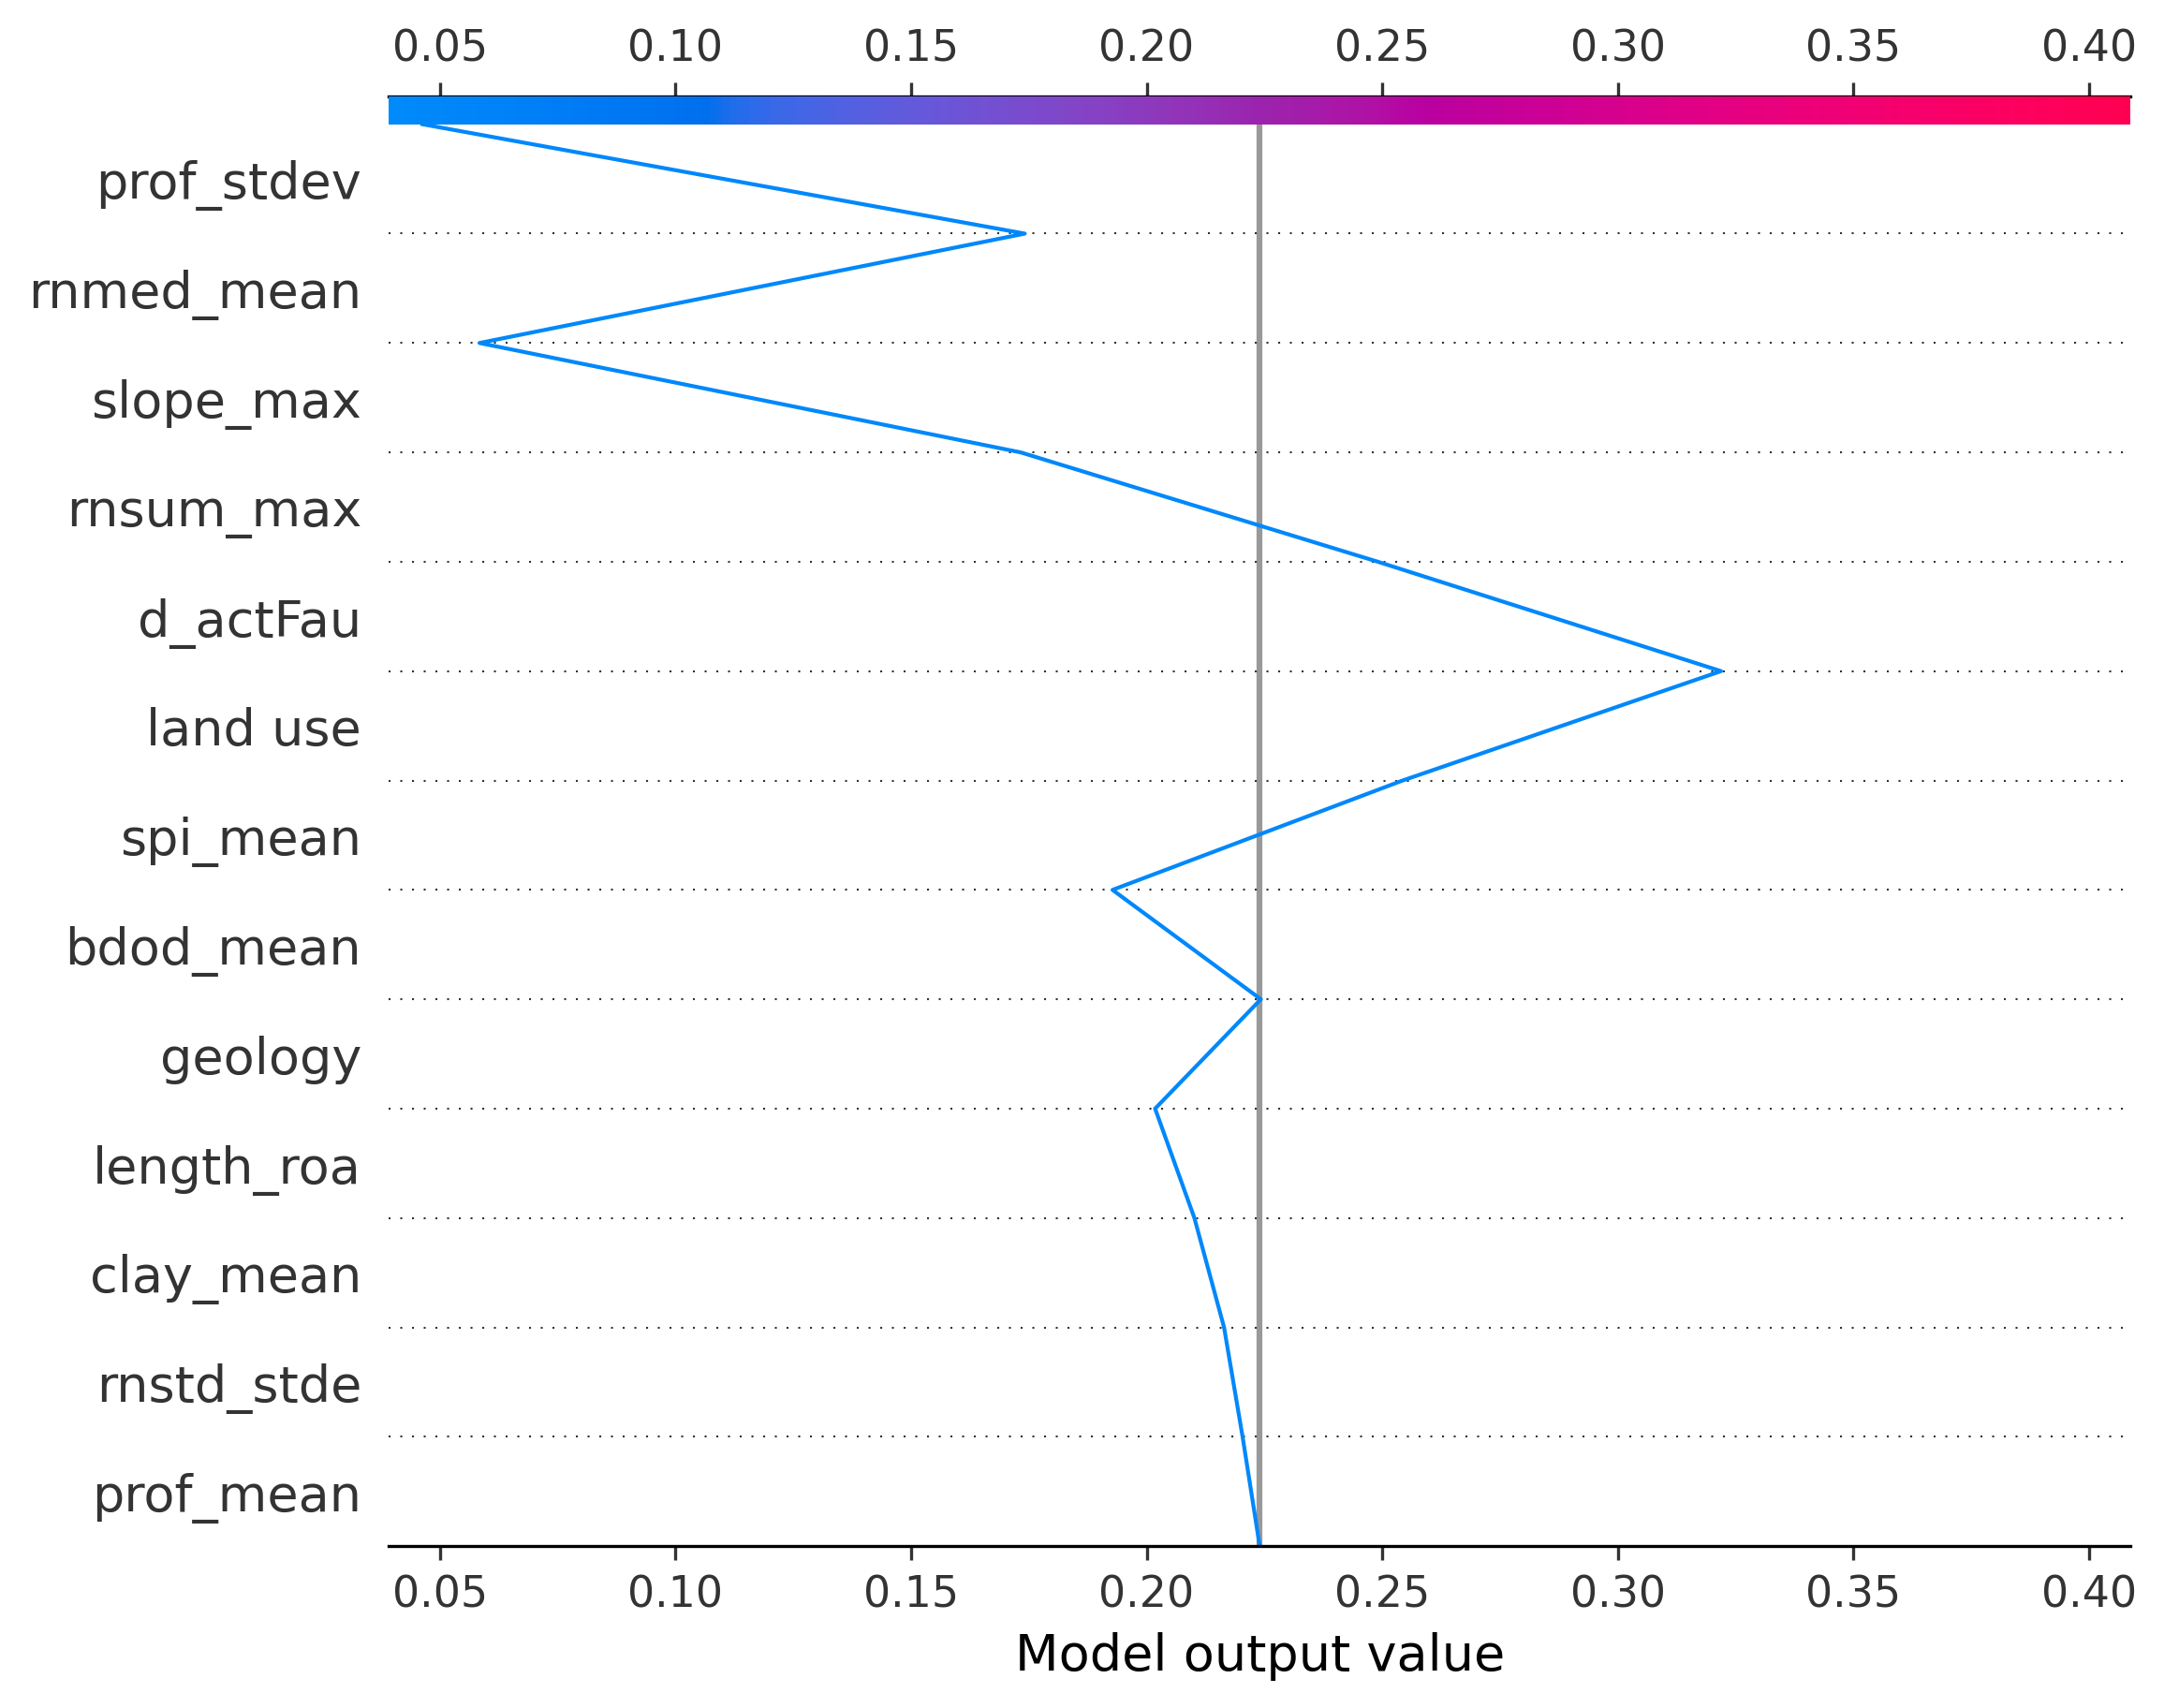 0.05 0.10 0.15 0.20 0.25 0.30 0.35 0.40
prof_stdev
rnmed_mean
slope_max
rnsum_max
d_actFau
land use
spi_mean
bdod_mean
geology
length_roa
clay_mean
rnstd_stde
prof_mean
0.05 0.10 0.15 0.20 0.25 0.30 0.35 0.40
Model output value